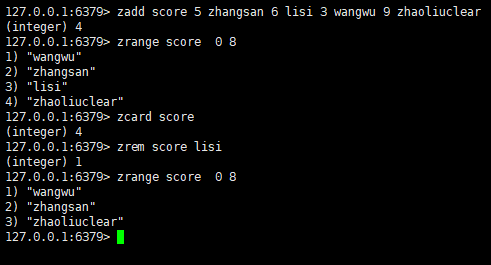 127.0.0.1:6379> zadd score 5 zhangsan 6 lisi 3 wangwu 9 zhaoliuclear
(integer) 4
127.0.0.1:6379> zrange score  0 8
1) "wangwu"
2) "zhangsan"
3) "lisi"
4) "zhaoliuclear"
127.0.0.1:6379> zcard score
(integer) 4
127.0.0.1:6379> zrem score lisi
(integer) 1
127.0.0.1:6379> zrange score  0 8
1) "wangwu"
2) "zhangsan"
3) "zhaoliuclear"
127.0.0.1:6379>